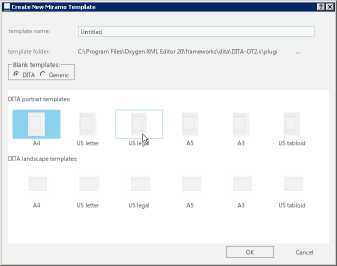 Create New Miramo Template
template name: Untitled
template folder: C:\Program Files\Oxygen XML Editor 20\frameworks\dita\DITA-OT2.x\plugi ...
Blank templates:
DITA Generic
DITA portrait templates:
A4 US letter US legal A5 A3 US tabloid
DITA landscape templates:
A4 US letter US legal A5 A3 US tabloid
OK Cancel